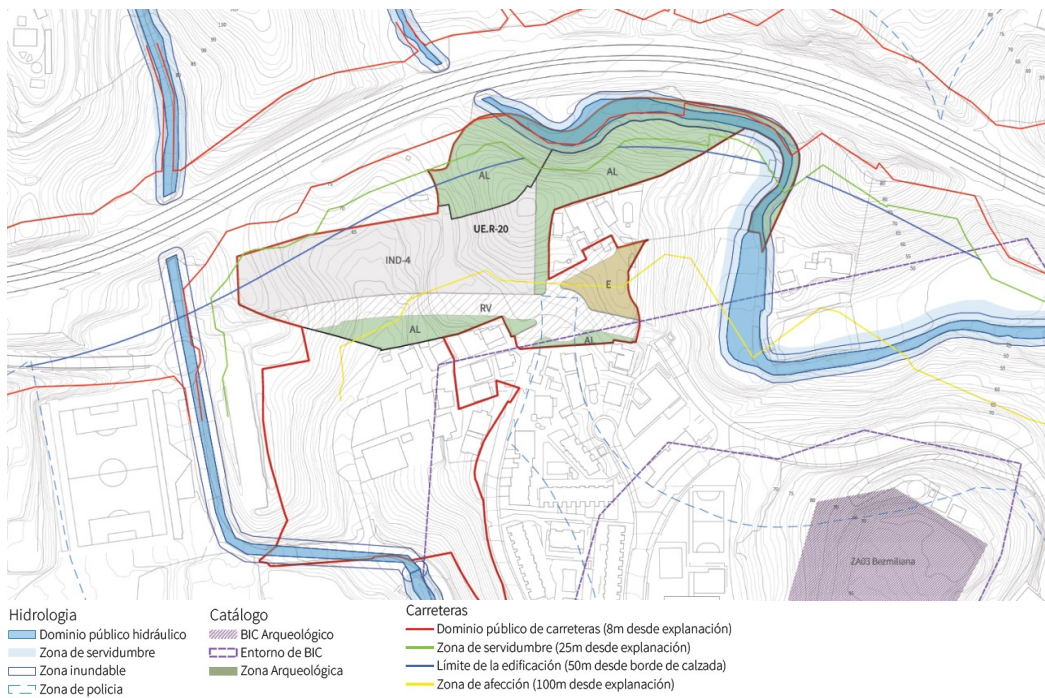 AL
AL
UE.R-20
IND-4
E
RV
AL
AL
ZA03 Bezmiliana
Hidrologia
Dominio público hidráulico
Zona de servidumbre
Zona inundable
Zona de policia
Catálogo
BIC Arqueológico
Entorno de BIC
Zona Arqueológica
Carreteras
Dominio público de carreteras (8m desde explanación)
Zona de servidumbre (25m desde explanación)
Límite de la edificación (50m desde borde de calzada)
Zona de afección (100m desde explanación)